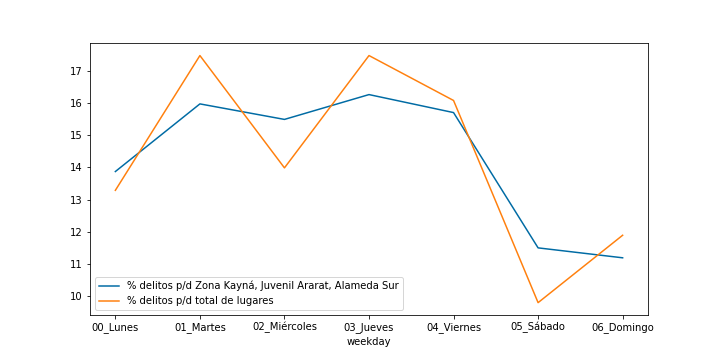 17
16
15
14
13
12
11
10
% delitos p/d Zona Kayná, Juvenil Ararat, Alameda Sur
% delitos p/d total de lugares
00_Lunes 01_Martes 02_Miércoles 03_Jueves 04_Viernes 05_Sábado 06_Domingo
weekday